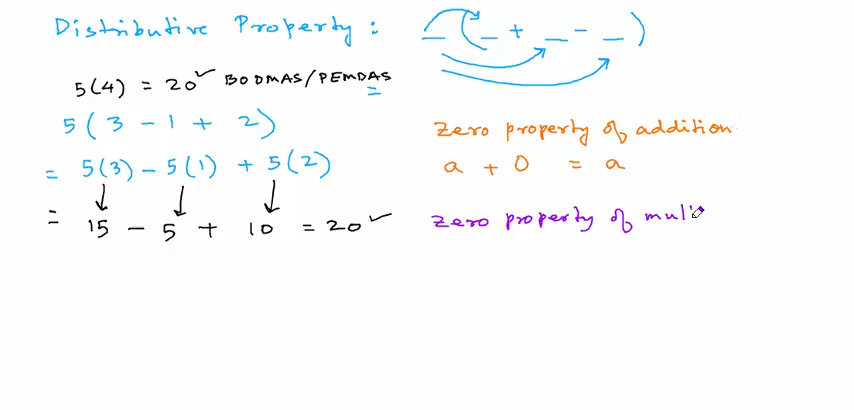 Distributive Property : _ ( _ + _ - _ )
5(4) = 20 ✓ BODMAS/PEMDAS
5( 3 - 1 + 2)
= 5(3) - 5(1) + 5(2)
= 15 - 5 + 10 = 20 ✓
Zero property of addition
a + 0 = a
Zero property of mul